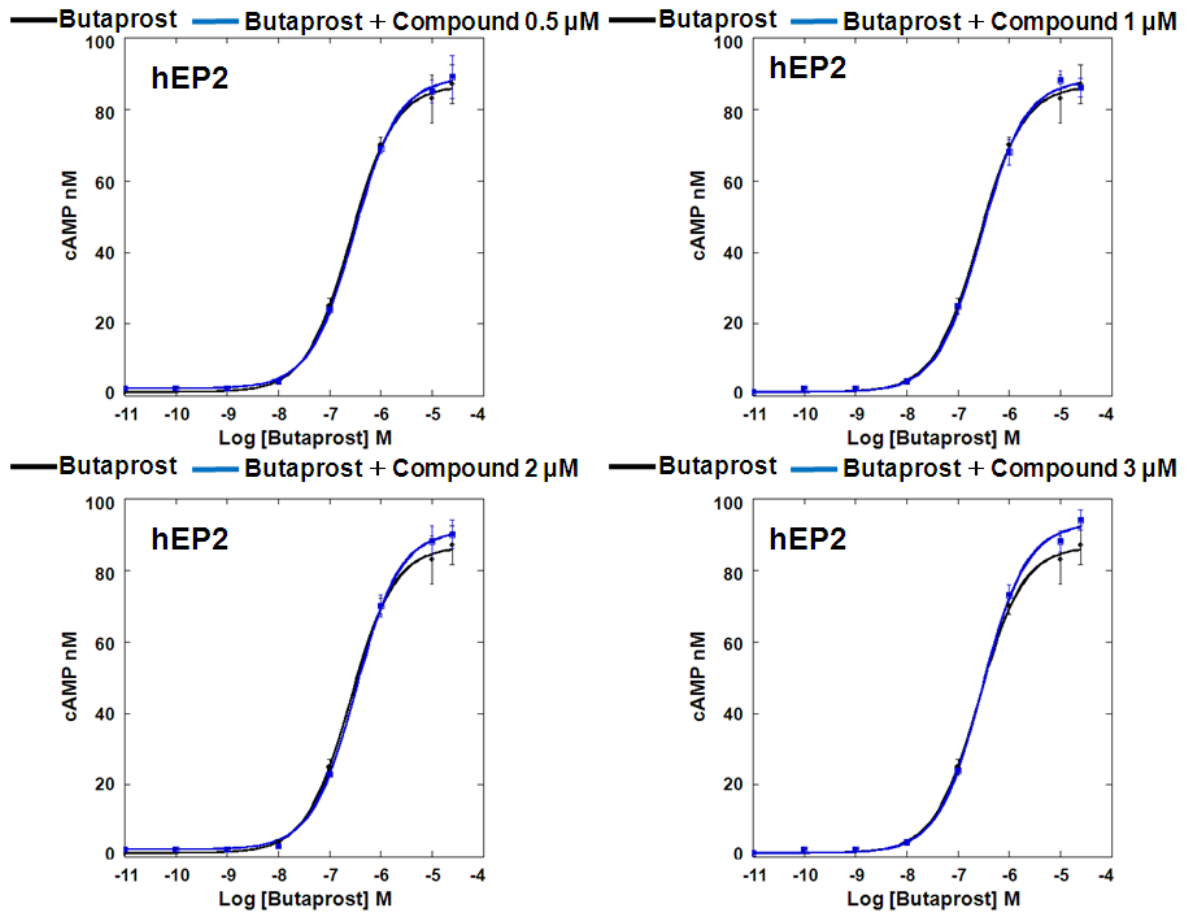 Butaprost Butaprost + Compound 0.5 µM
100
80
60
40
20
0
cAMP nM
hEP2
-11 -10 -9 -8 -7 -6 -5 -4
Log [Butaprost] M
Butaprost Butaprost + Compound 1 µM
100
80
60
40
20
0
cAMP nM
hEP2
-11 -10 -9 -8 -7 -6 -5 -4
Log [Butaprost] M
Butaprost Butaprost + Compound 2 µM
100
80
60
40
20
0
cAMP nM
hEP2
-11 -10 -9 -8 -7 -6 -5 -4
Log [Butaprost] M
Butaprost Butaprost + Compound 3 µM
100
80
60
40
20
0
cAMP nM
hEP2
-11 -10 -9 -8 -7 -6 -5 -4
Log [Butaprost] M